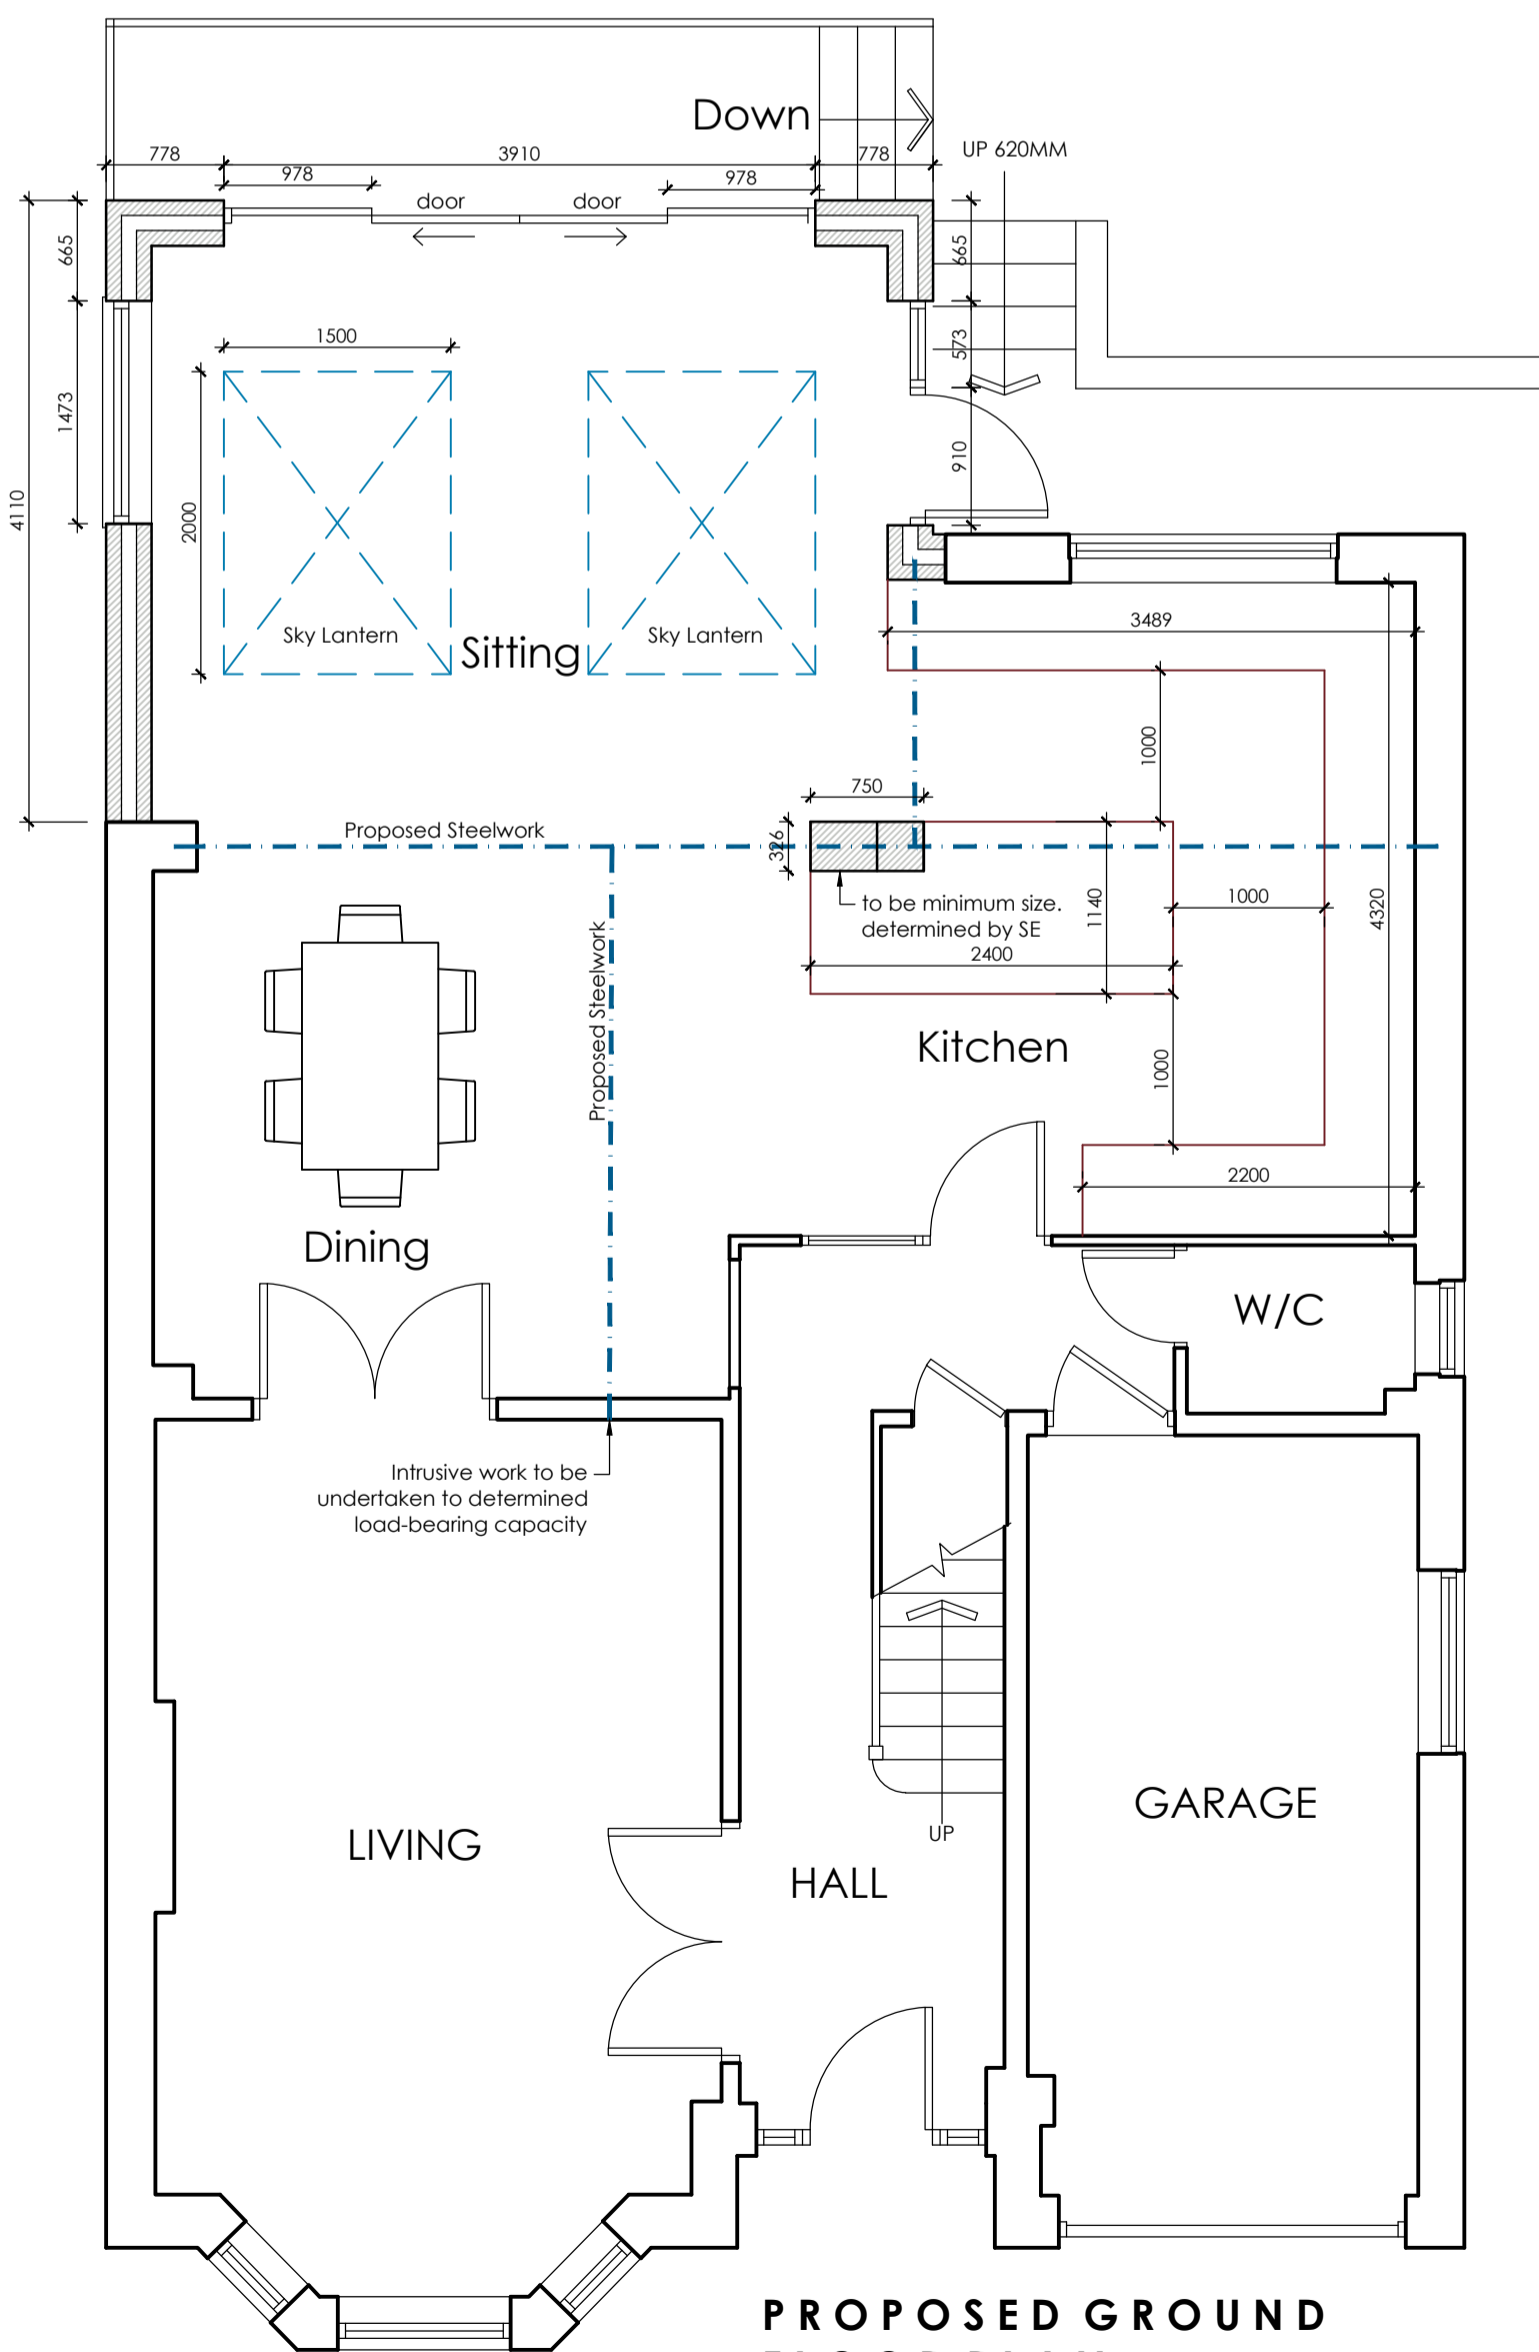 Down
UP 620MM
778
3910
778
978
978
door
door
665
665
573
1500
1473
910
4110
2000
Sky Lantern
Sitting
Sky Lantern
3489
1000
750
Proposed Steelwork
326
to be minimum size.
determined by SE
1140
1000
4320
2400
Proposed Steelwork
Kitchen
1000
2200
Dining
W/C
Intrusive work to be
undertaken to determined
load-bearing capacity
GARAGE
UP
LIVING
HALL
PROPOSED GROUND